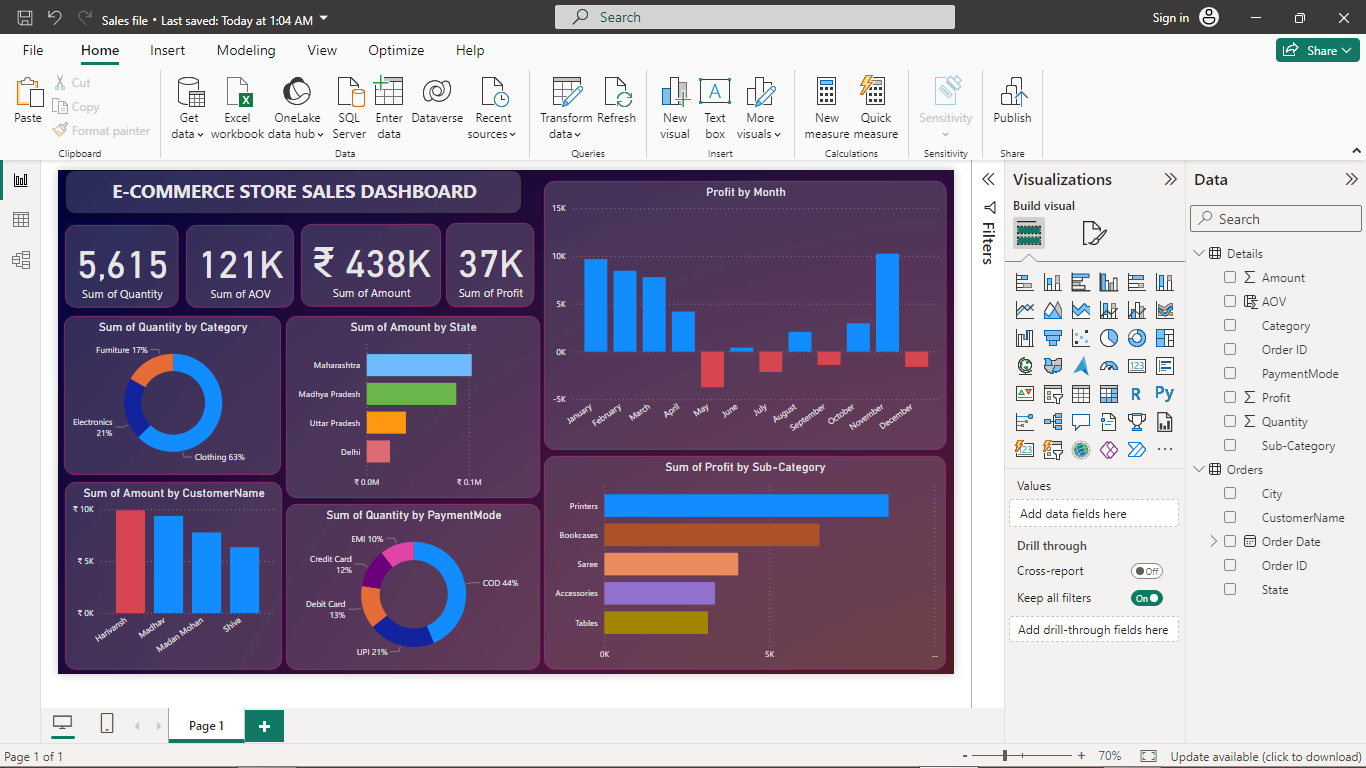 Sales file • Last saved: Today at 1:04 AM
Search
Sign in
File Home Insert Modeling View Optimize Help
Share
Paste
Cut
Copy
Format painter
Clipboard
Get data
Excel workbook
OneLake data hub
SQL Server
Enter data
Dataverse
Recent sources
Data
Transform data
Refresh
Queries
New visual
Text box
More visuals
Insert
New measure
Quick measure
Calculations
Sensitivity
Sensitivity
Publish
Share
E-COMMERCE STORE SALES DASHBOARD
5,615
Sum of Quantity
121K
Sum of AOV
₹ 438K
Sum of Amount
37K
Sum of Profit
Sum of Quantity by Category
Furniture 17%
Electronics
21%
Clothing 63%
Sum of Amount by State
Maharashtra
Madhya Pradesh
Uttar Pradesh
Delhi
₹ 0.0M ₹ 0.1M
Sum of Amount by CustomerName
₹ 10K
₹ 5K
₹ 0K
Harivansh
Madhav
Madan Mohan
Shiva
Sum of Quantity by PaymentMode
EMI 10%
Credit Card
12%
Debit Card
13%
UPI 21%
COD 44%
Profit by Month
15K
10K
5K
0K
-5K
January
February
March
April
May
June
July
August
September
October
November
December
Sum of Profit by Sub-Category
Printers
Bookcases
Saree
Accessories
Tables
0K 5K ...
Filters
Visualizations
Build visual
123
R
Py
123
Values
Add data fields here
Drill through
Cross-report
Off
Keep all filters
On
Add drill-through fields here
Data
Search
Details
Amount
AOV
Category
Order ID
PaymentMode
Profit
Quantity
Sub-Category
Orders
City
CustomerName
Order Date
Order ID
State
Page 1
Page 1 of 1
- + 70%
Update available (click to download)